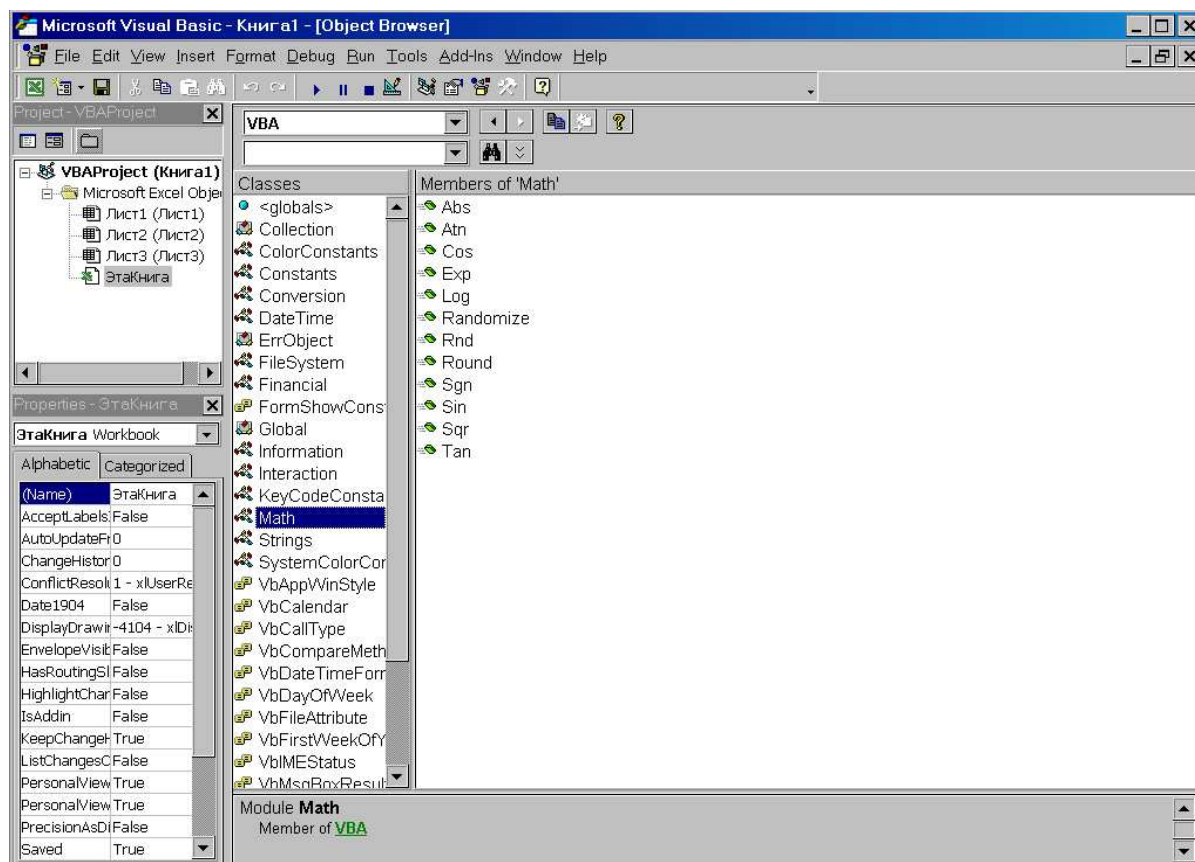 Microsoft Visual Basic - Книга1 - [Object Browser]
File Edit View Insert Format Debug Run Tools Add-Ins Window Help
Project - VBAProject
VBAProject (Книга1)
Microsoft Excel Obje
Лист1 (Лист1)
Лист2 (Лист2)
Лист3 (Лист3)
ЭтаКнига
Properties - ЭтаКнига
ЭтаКнига Workbook
Alphabetic Categorized
(Name) ЭтаКнига
AcceptLabels False
AutoUpdateFr 0
ChangeHistor 0
ConflictResol 1 - xlUserRe
Date1904 False
DisplayDrawi -4104 - xlDi
EnvelopeVisib False
HasRoutingSl False
HighlightChar False
IsAddin False
KeepChangeH True
ListChangesO False
PersonalView True
PersonalView True
PrecisionAsDi False
Saved True
VBA
Classes
<globals>
Collection
ColorConstants
Constants
Conversion
DateTime
ErrObject
FileSystem
Financial
FormShowCons
Global
Information
Interaction
KeyCodeConsta
Math
Strings
SystemColorCor
VbAppWinStyle
VbCalendar
VbCallType
VbCompareMeth
VbDateTimeForr
VbDayOfWeek
VbFileAttribute
VbFirstWeekOfY
VbIMEStatus
VbMsgBoxResult
Members of 'Math'
Abs
Atn
Cos
Exp
Log
Randomize
Rnd
Round
Sgn
Sin
Sqr
Tan
Module Math
Member of VBA